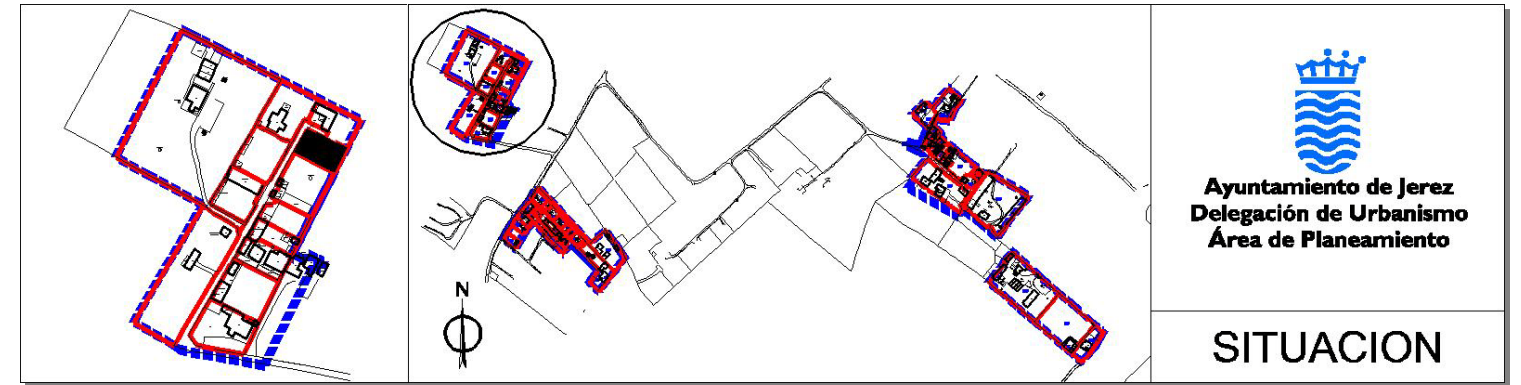 N
Ayuntamiento de Jerez
Delegación de Urbanismo
Área de Planeamiento
SITUACION